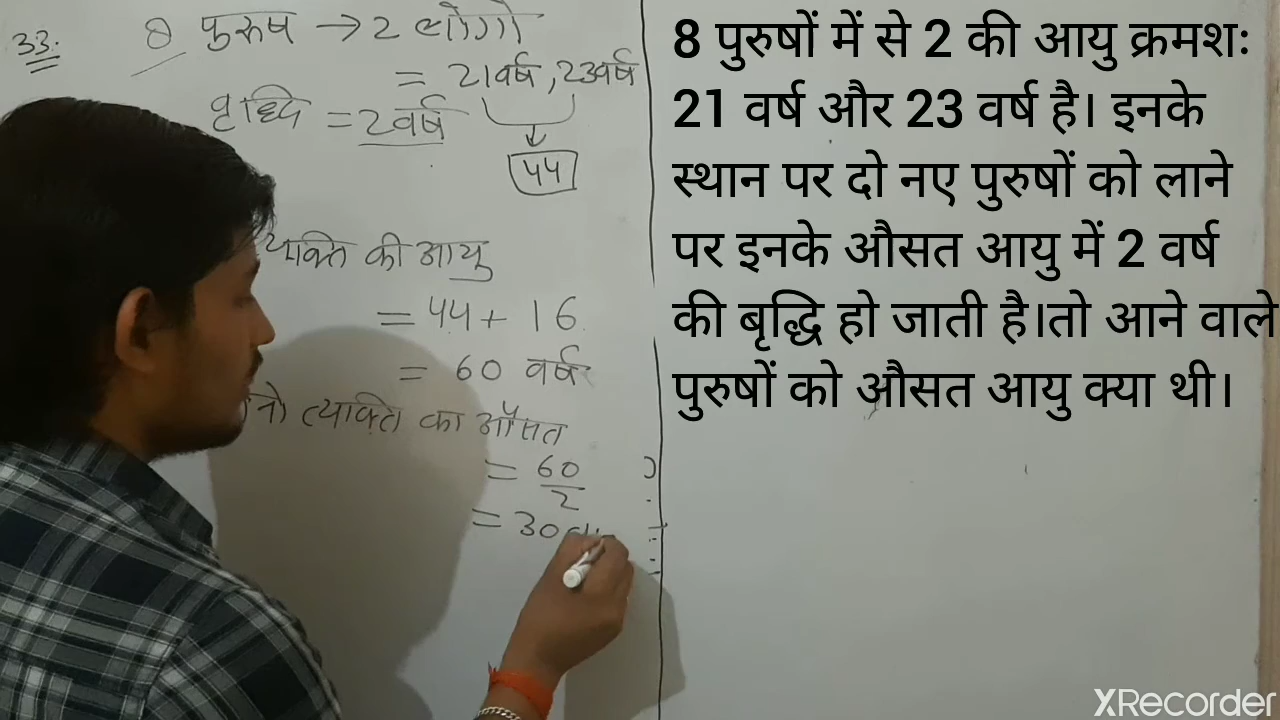 33.
8 पुरुष → 2 लोगो
= 21वर्ष, 23वर्ष
वृध्दि = 2वर्ष
44
व्यक्ति की आयु
= 44 + 16
= 60 वर्ष
व्यक्ति का औसत
= 60/2
= 30
8 पुरुषों में से 2 की आयु क्रमशः
21 वर्ष और 23 वर्ष है। इनके
स्थान पर दो नए पुरुषों को लाने
पर इनके औसत आयु में 2 वर्ष
की बृद्धि हो जाती है।तो आने वाले
पुरुषों को औसत आयु क्या थी।
XRecorder